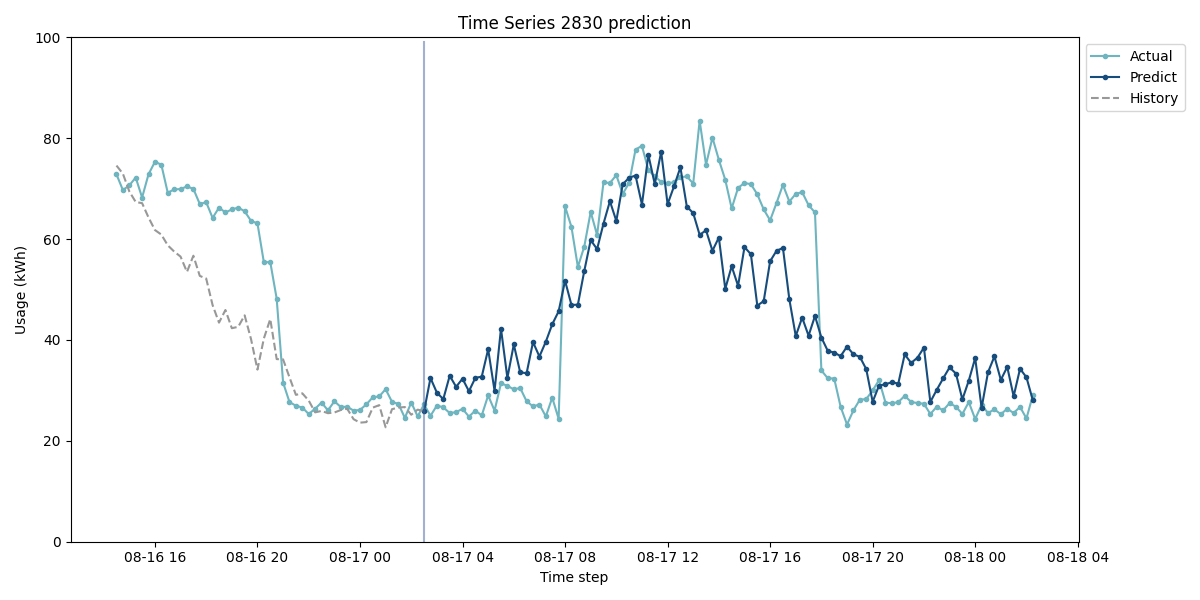 Time Series 2830 prediction
100
80
60
40
20
0
Usage (kWh)
08-16 16
08-16 20
08-17 00
08-17 04
08-17 08
08-17 12
08-17 16
08-17 20
08-18 00
08-18 04
Time step
Actual
Predict
History